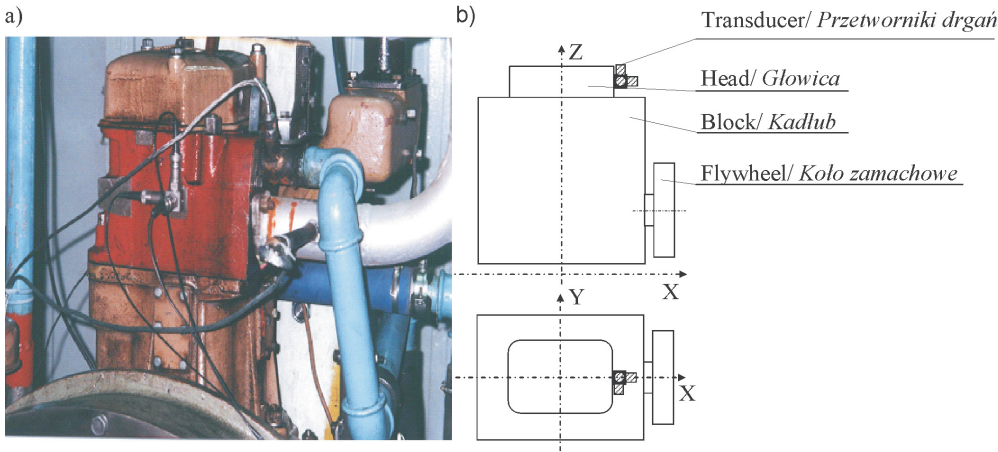 a)
b)
Transducer/ Przetworniki drgań
Z
Head/ Głowica
Block/ Kadłub
Flywheel/ Koło zamachowe
X
Y
X